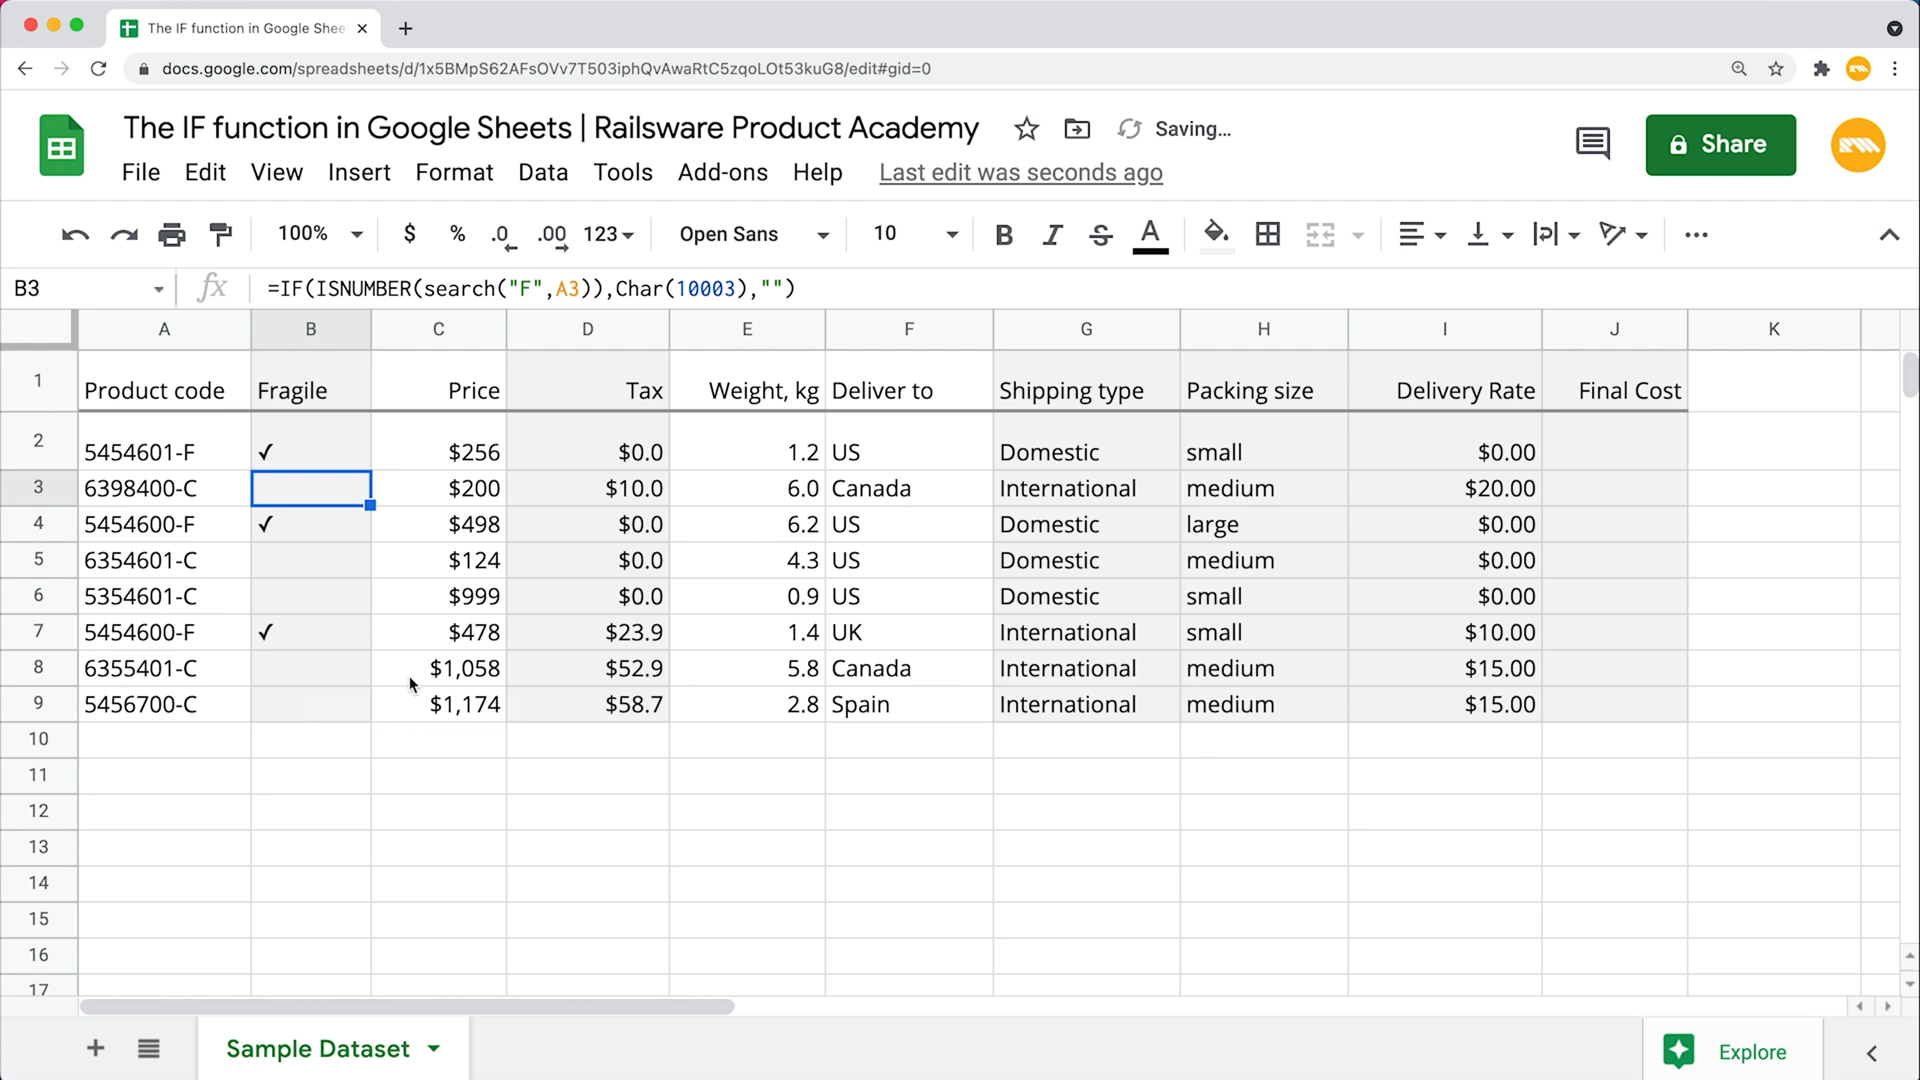 The IF function in Google Shee
docs.google.com/spreadsheets/d/1x5BMpS62AFsOVv7T503iphQvAwaRtC5zqoLOt53kuG8/edit#gid=0
The IF function in Google Sheets | Railsware Product Academy Saving...
Share
File Edit View Insert Format Data Tools Add-ons Help Last edit was seconds ago
100% $ % .0 .00 123 Open Sans 10 B I S A
B3 fx =IF(ISNUMBER(search("F",A3)),Char(10003),"")
A B C D E F G H I J K
1 Product code Fragile Price Tax Weight, kg Deliver to Shipping type Packing size Delivery Rate Final Cost
2 5454601-F ✓ $256 $0.0 1.2 US Domestic small $0.00
3 6398400-C $200 $10.0 6.0 Canada International medium $20.00
4 5454600-F ✓ $498 $0.0 6.2 US Domestic large $0.00
5 6354601-C $124 $0.0 4.3 US Domestic medium $0.00
6 5354601-C $999 $0.0 0.9 US Domestic small $0.00
7 5454600-F ✓ $478 $23.9 1.4 UK International small $10.00
8 6355401-C $1,058 $52.9 5.8 Canada International medium $15.00
9 5456700-C $1,174 $58.7 2.8 Spain International medium $15.00
10
11
12
13
14
15
16
17
Sample Dataset
Explore